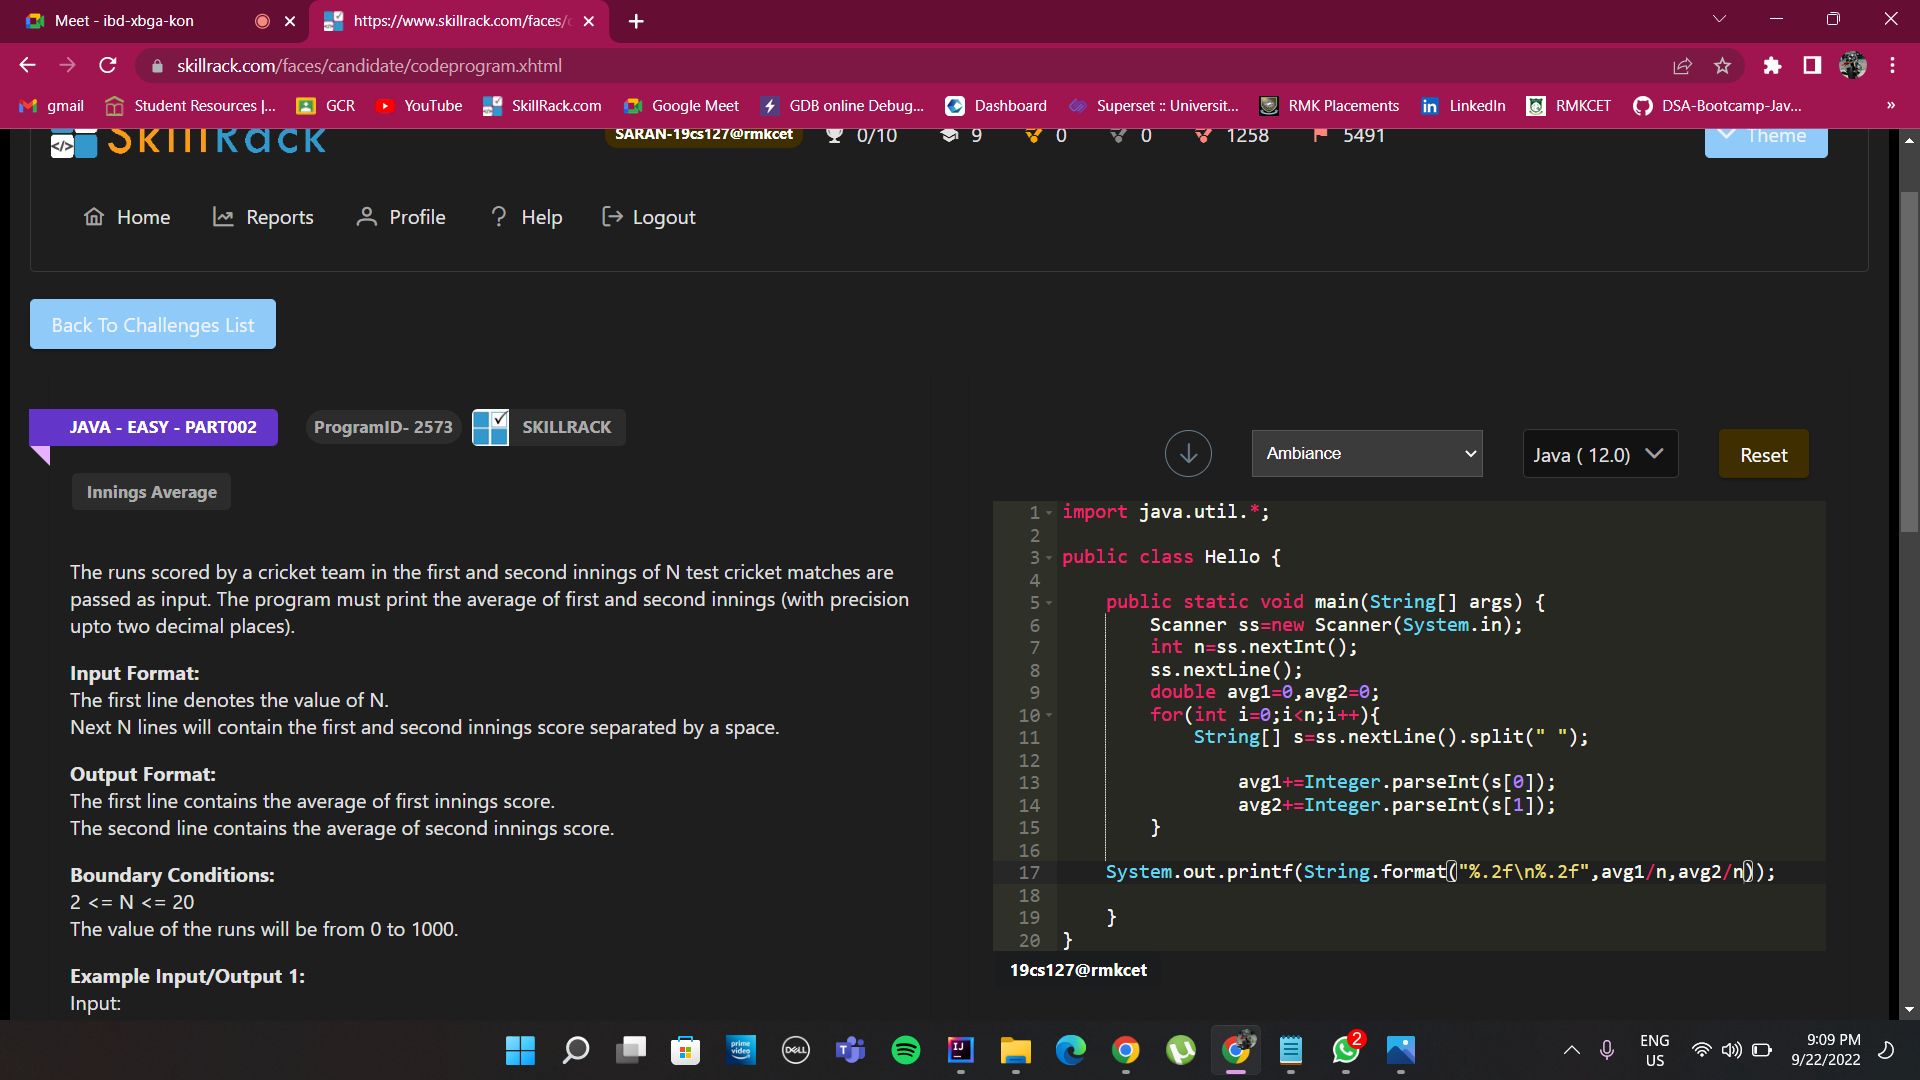 Meet - ibd-xbga-kon
https://www.skillrack.com/faces/c
skillrack.com/faces/candidate/codeprogram.xhtml
gmail
Student Resources |...
GCR
YouTube
SkillRack.com
Google Meet
GDB online Debug...
Dashboard
Superset :: Universit...
RMK Placements
LinkedIn
RMKCET
DSA-Bootcamp-Jav...
»
</> SkillRack
SARAN-19cs127@rmkcet
0/10
9
0
0
1258
5491
Theme
Home
Reports
Profile
Help
Logout
Back To Challenges List
JAVA - EASY - PART002
ProgramID- 2573
SKILLRACK
Ambiance
Java ( 12.0)
Reset
Innings Average
The runs scored by a cricket team in the first and second innings of N test cricket matches are
passed as input. The program must print the average of first and second innings (with precision
upto two decimal places).
Input Format:
The first line denotes the value of N.
Next N lines will contain the first and second innings score separated by a space.
Output Format:
The first line contains the average of first innings score.
The second line contains the average of second innings score.
Boundary Conditions:
2 <= N <= 20
The value of the runs will be from 0 to 1000.
Example Input/Output 1:
Input:
1 import java.util.*;
2
3 public class Hello {
4
5 public static void main(String[] args) {
6 Scanner ss=new Scanner(System.in);
7 int n=ss.nextInt();
8 ss.nextLine();
9 double avg1=0,avg2=0;
10 for(int i=0;i<n;i++){
11 String[] s=ss.nextLine().split(" ");
12
13 avg1+=Integer.parseInt(s[0]);
14 avg2+=Integer.parseInt(s[1]);
15 }
16
17 System.out.printf(String.format("%.2f\n%.2f",avg1/n,avg2/n));
18
19 }
20 }
19cs127@rmkcet
prime video
DELL
IJ
2
ENG
US
9:09 PM
9/22/2022